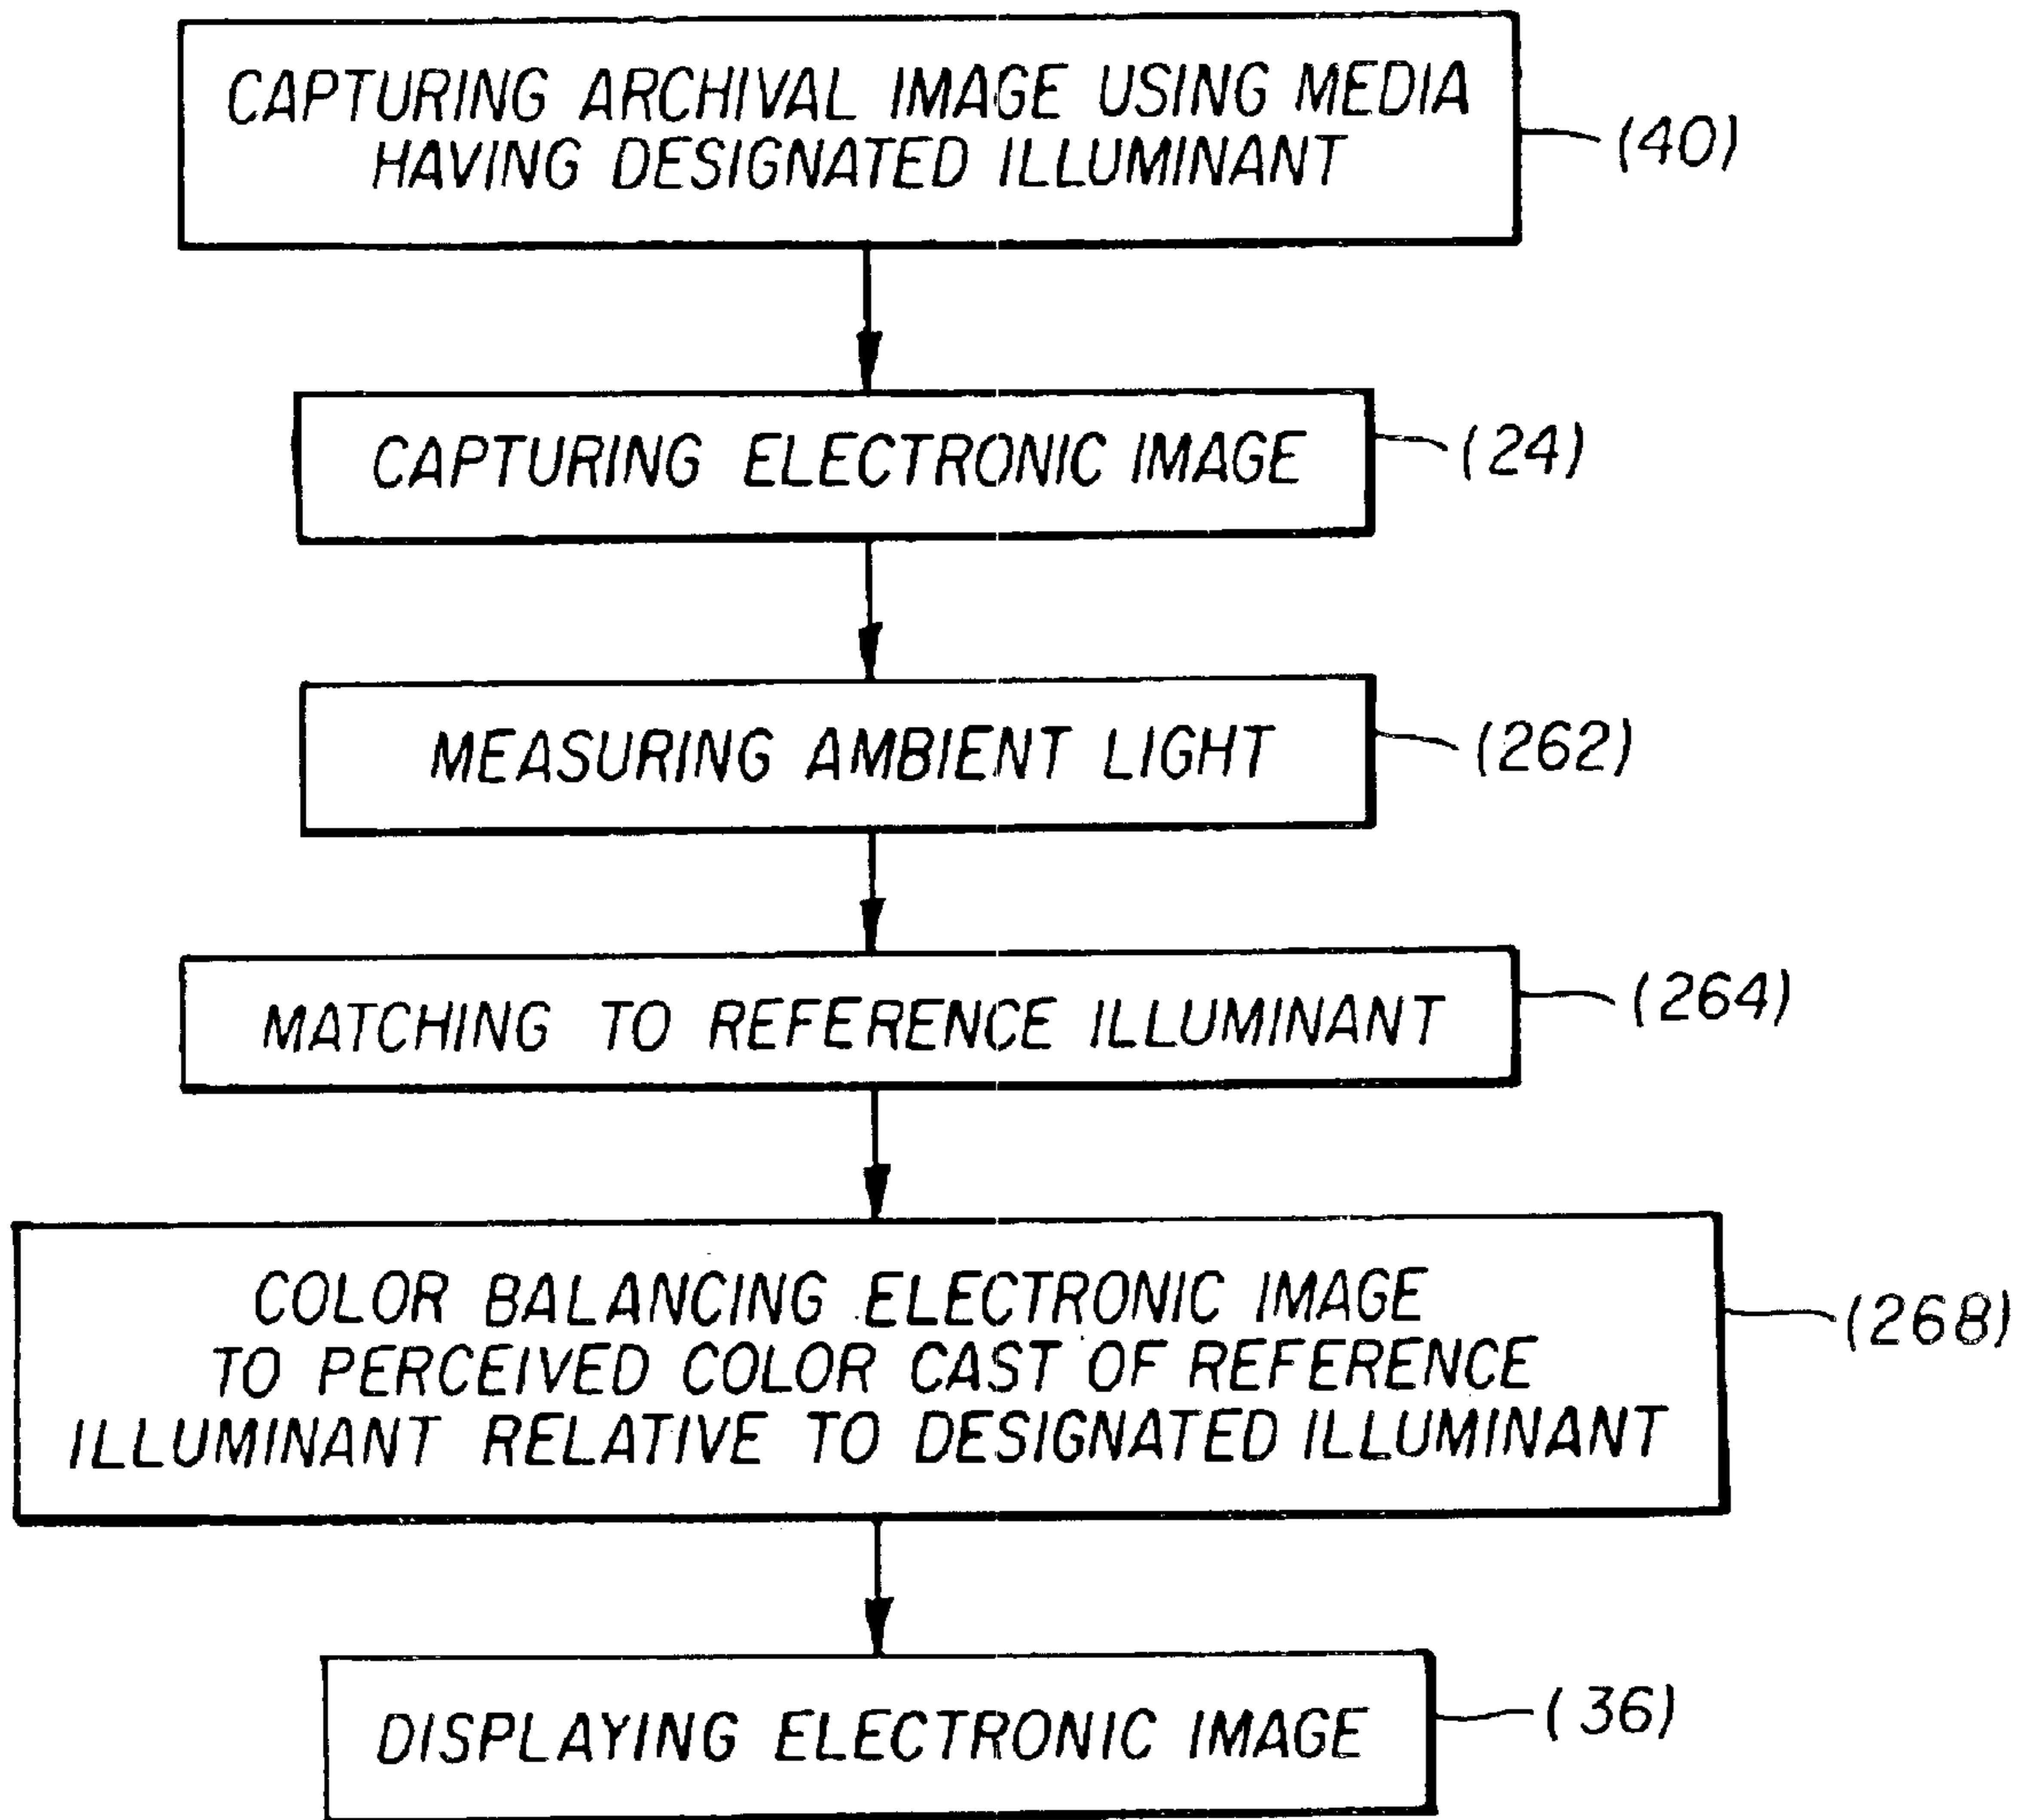 CAPTURING ARCHIVAL IMAGE USING MEDIA
HAVING DESIGNATED ILLUMINANT
(40)
CAPTURING ELECTRONIC IMAGE
(24)
MEASURING AMBIENT LIGHT
(262)
MATCHING TO REFERENCE ILLUMINANT
(264)
COLOR BALANCING ELECTRONIC IMAGE
TO PERCEIVED COLOR CAST OF REFERENCE
ILLUMINANT RELATIVE TO DESIGNATED ILLUMINANT
(268)
DISPLAYING ELECTRONIC IMAGE
(36)